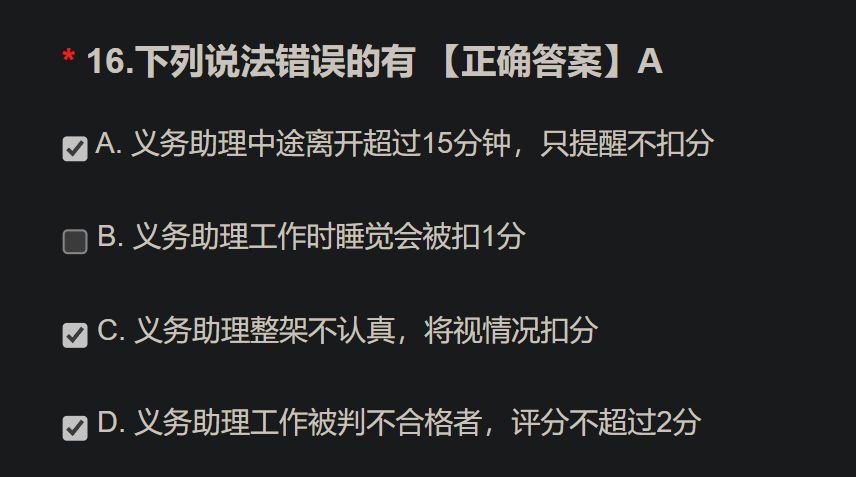 * 16.下列说法错误的有 【正确答案】A
A. 义务助理中途离开超过15分钟，只提醒不扣分
B. 义务助理工作时睡觉会被扣1分
C. 义务助理整架不认真，将视情况扣分
D. 义务助理工作被判不合格者，评分不超过2分